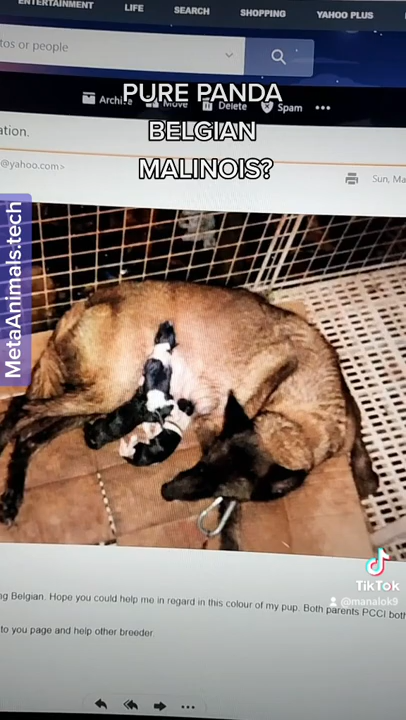 ENTERTAINMENT LIFE SEARCH SHOPPING YAHOO PLUS
tos or people
Archive Move Delete Spam •••
PURE PANDA
BELGIAN
MALINOIS?
ation.
@yahoo.com>
Sun, Ma
MetaAnimals.tech
TikTok
@manalok9
ng Belgian. Hope you could help me in regard in this colour of my pup. Both parents PCCI both
to you page and help other breeder.